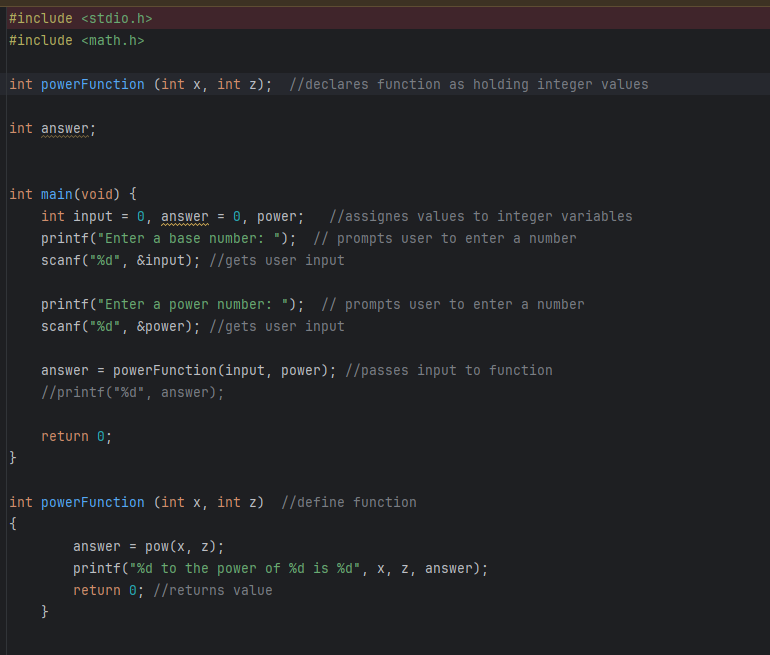 #include <stdio.h>
#include <math.h>
int powerFunction (int x, int z);  //declares function as holding integer values
int answer;
int main(void) {
    int input = 0, answer = 0, power;   //assignes values to integer variables
    printf("Enter a base number: ");  // prompts user to enter a number
    scanf("%d", &input); //gets user input
    printf("Enter a power number: ");  // prompts user to enter a number
    scanf("%d", &power); //gets user input
    answer = powerFunction(input, power); //passes input to function
    //printf("%d", answer);
    return 0;
}
int powerFunction (int x, int z)  //define function
{
        answer = pow(x, z);
        printf("%d to the power of %d is %d", x, z, answer);
        return 0; //returns value
    }